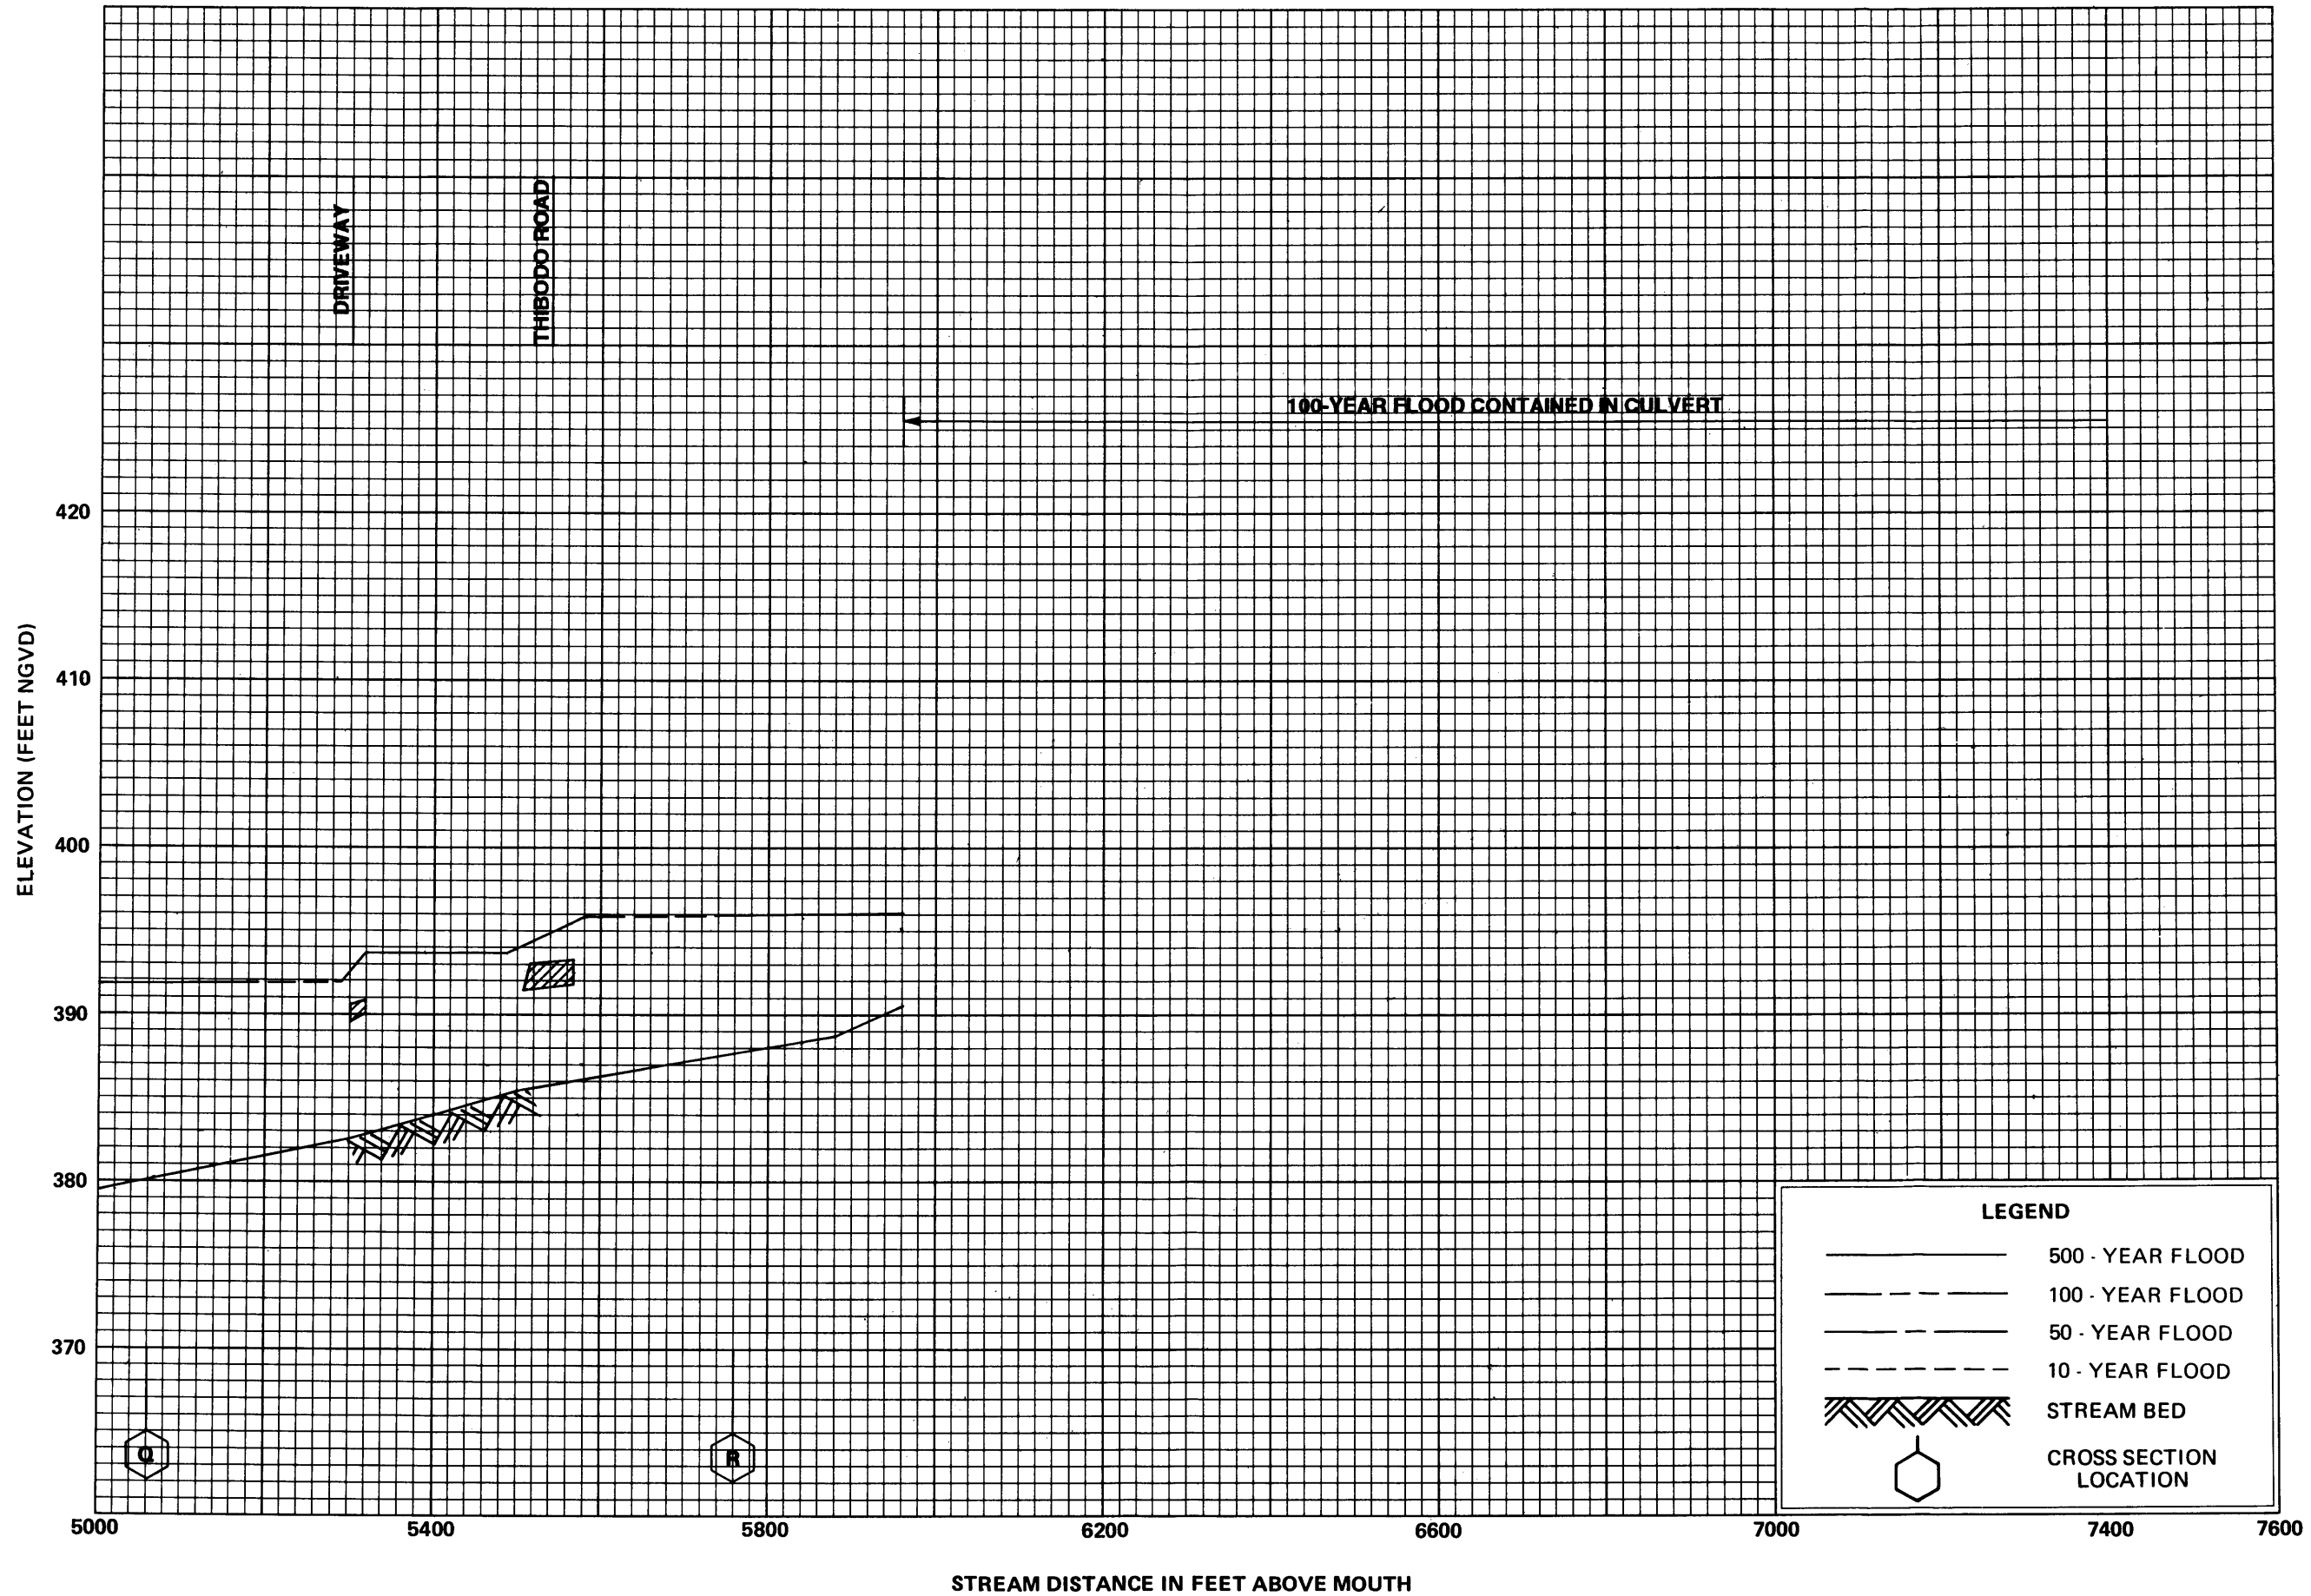 DRIVEWAY
THIBODO ROAD
100-YEAR FLOOD CONTAINED IN CULVERT
ELEVATION (FEET NGVD)
420
410
400
390
380
370
Q
R
5000
5400
5800
6200
6600
7000
7400
7600
STREAM DISTANCE IN FEET ABOVE MOUTH
LEGEND
500 - YEAR FLOOD
100 - YEAR FLOOD
50 - YEAR FLOOD
10 - YEAR FLOOD
STREAM BED
CROSS SECTION
LOCATION